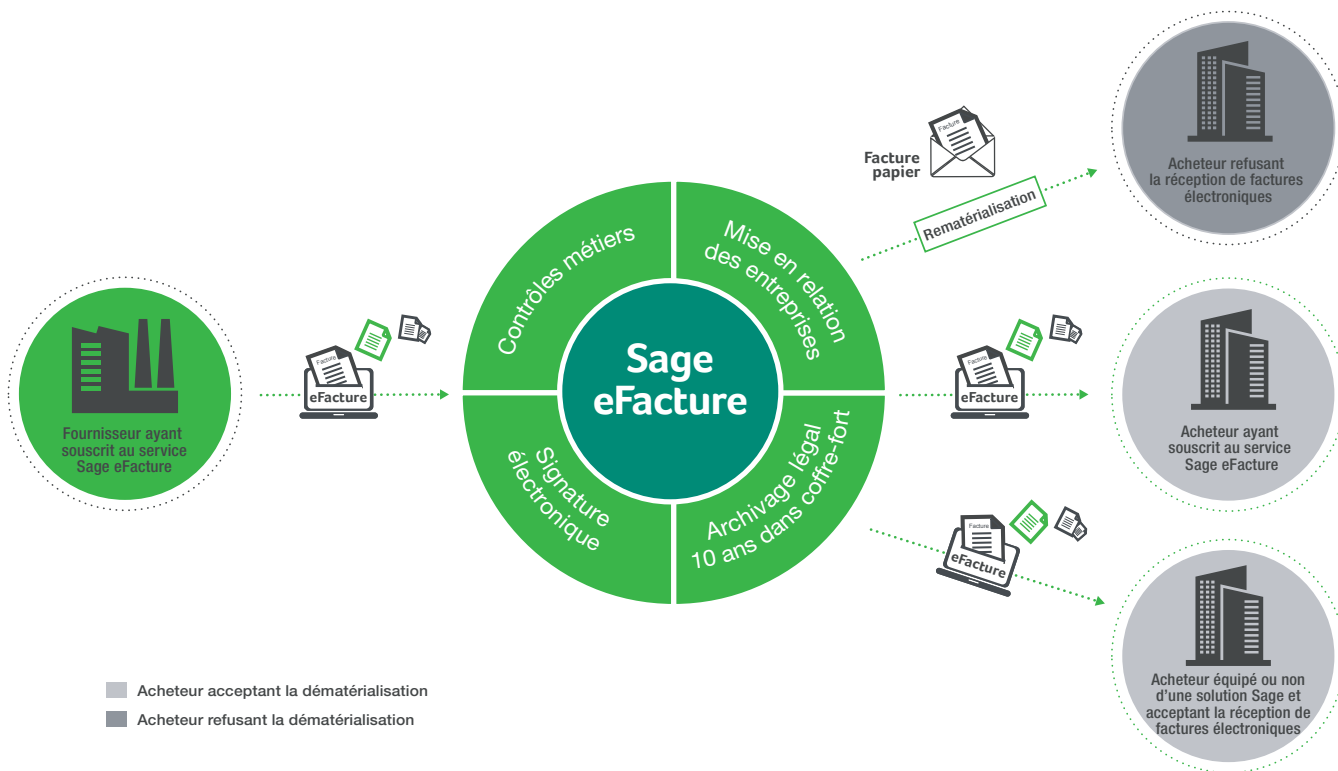 Fournisseur ayant
souscrit au service
Sage eFacture
Facture
eFacture
Contrôles métiers
Mise en relation
des entreprises
Sage
eFacture
Signature
électronique
Archivage légal
10 ans dans coffre-fort
Facture
papier
Facture
Rematérialisation
Acheteur refusant
la réception de factures
électroniques
Facture
eFacture
Acheteur ayant
souscrit au service
Sage eFacture
Facture
eFacture
Acheteur équipé ou non
d'une solution Sage et
acceptant la réception de
factures électroniques
Acheteur acceptant la dématérialisation
Acheteur refusant la dématérialisation